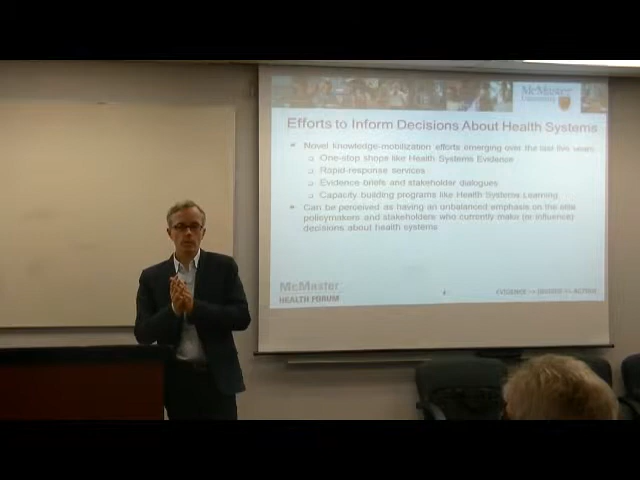 McMaster
University
Efforts to Inform Decisions About Health Systems
Novel knowledge-mobilization efforts emerging over the last five years
One-stop shops like Health Systems Evidence
Rapid-response services
Evidence briefs and stakeholder dialogues
Capacity building programs like Health Systems Learning
Can be perceived as having an unbalanced emphasis on the elite
policymakers and stakeholders who currently make (or influence)
decisions about health systems
McMaster
HEALTH FORUM
EVIDENCE >> INSIGHT >> ACTION